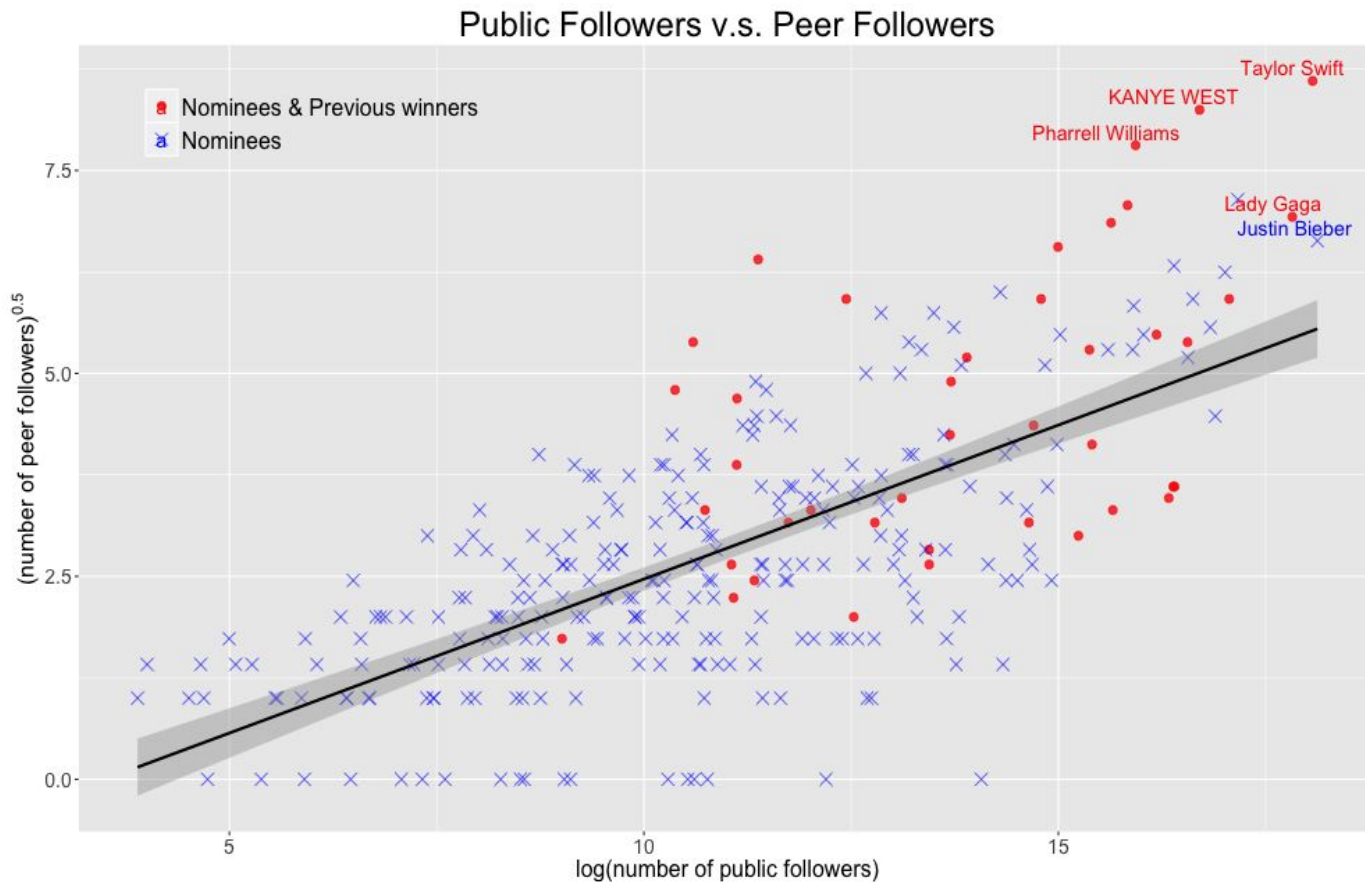 Public Followers v.s. Peer Followers
Taylor Swift
KANYE WEST
Pharrell Williams
Lady Gaga
Justin Bieber
a Nominees & Previous winners
a Nominees
7.5
5.0
2.5
0.0
(number of peer followers)^0.5
5 10 15
log(number of public followers)